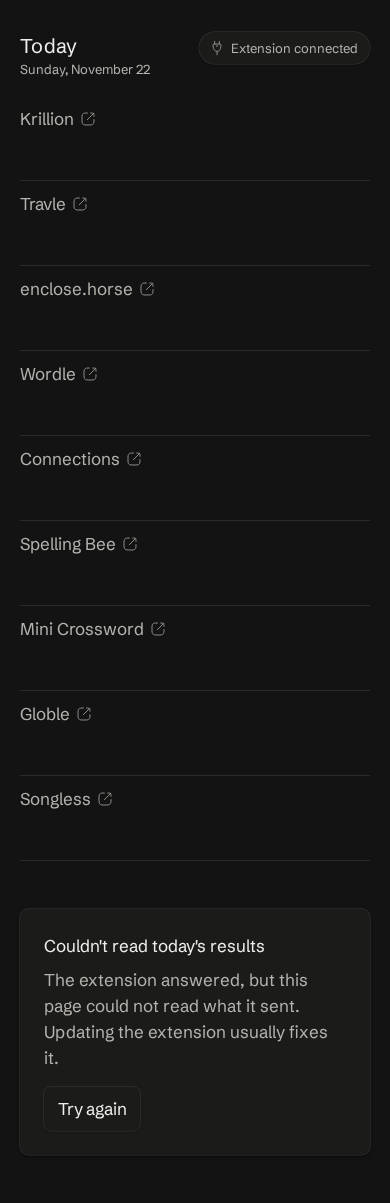 Today
Extension connected
Sunday, November 22
Krillion
Travle
enclose.horse
Wordle
Connections
Spelling Bee
Mini Crossword
Globle
Songless
Couldn't read today's results
The extension answered, but this
page could not read what it sent.
Updating the extension usually fixes
it.
Try again